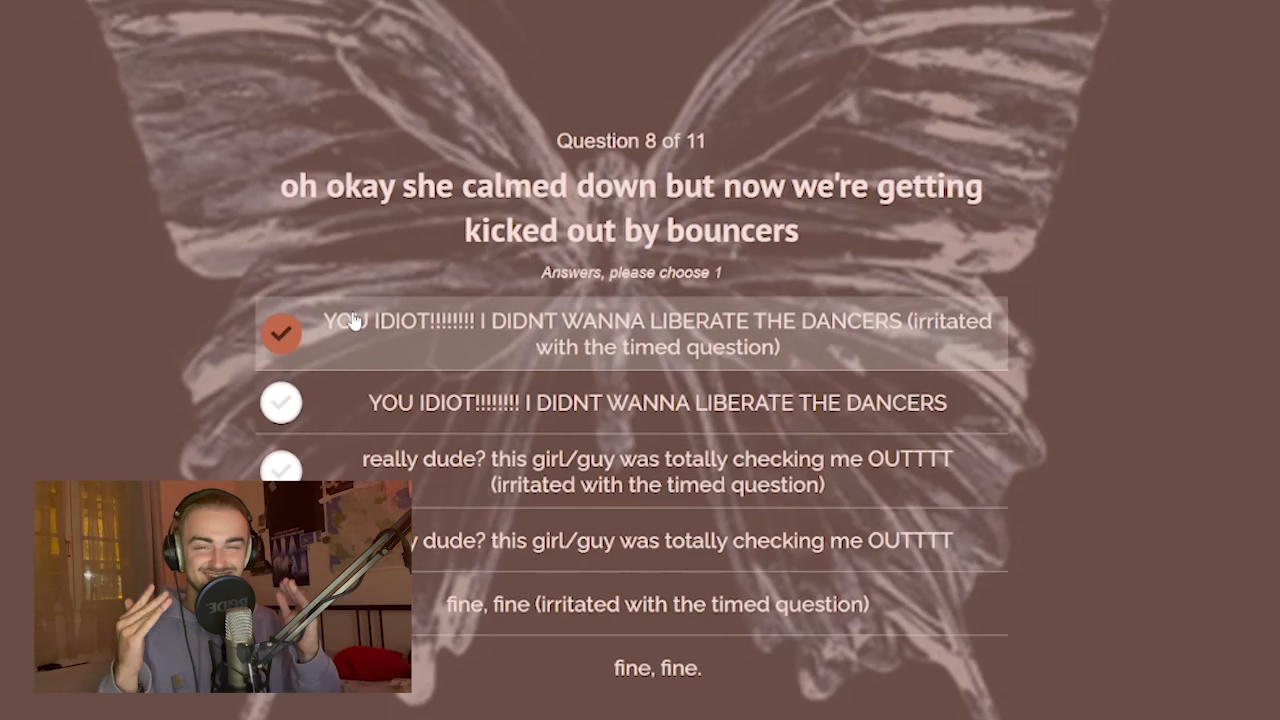 Question 8 of 11
oh okay she calmed down but now we're getting
kicked out by bouncers
Answers, please choose 1
YOU IDIOT!!!!!!!! I DIDNT WANNA LIBERATE THE DANCERS (irritated
with the timed question)
YOU IDIOT!!!!!!!! I DIDNT WANNA LIBERATE THE DANCERS
really dude? this girl/guy was totally checking me OUTTTT
(irritated with the timed question)
y dude? this girl/guy was totally checking me OUTTTT
fine, fine (irritated with the timed question)
fine, fine.
RØDE